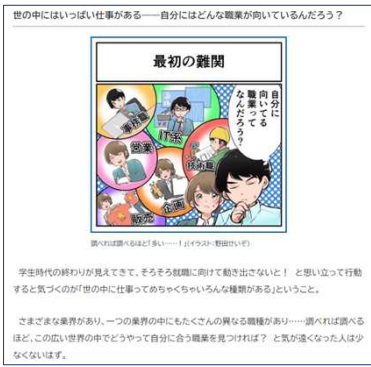 世の中にはいっぱい仕事がある——自分にはどんな職業が向いているんだろう？
最初の難関
自分に
向いてる
職業って
なんだろう？
事務職
IT系
営業
技術職
企画
販売
調べれば調べるほど「多い……！」（イラスト：野田せいぞ）
学生時代の終わりが見えてきて、そろそろ就職に向けて動き出さないと！　と思い立って行動
すると気づくのが「世の中に仕事ってめちゃくちゃいろんな種類がある」ということ。
さまざまな業界があり、一つの業界の中にもたくさんの異なる職種があり……調べれば調べる
ほど、この広い世界の中でどうやって自分に合う職業を見つければ？　と気が遠くなった人は少
なくないはず。